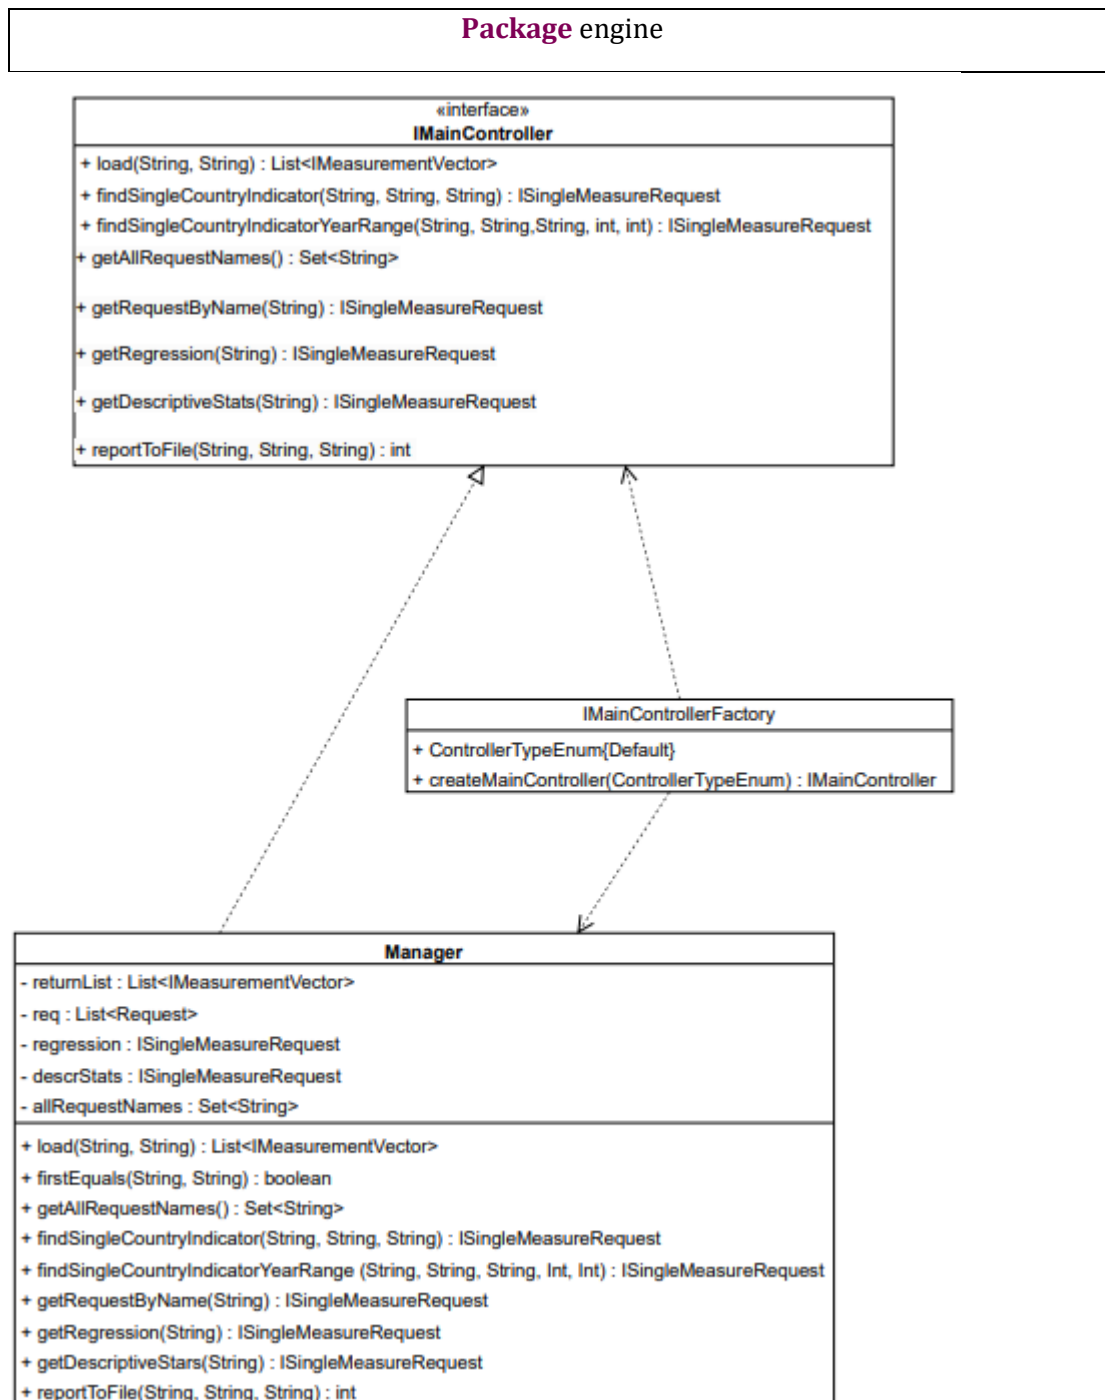 Package engine
«interface»
IMainController
+ load(String, String) : List<IMeasurementVector>
+ findSingleCountryIndicator(String, String, String) : ISingleMeasureRequest
+ findSingleCountryIndicatorYearRange(String, String,String, int, int) : ISingleMeasureRequest
+ getAllRequestNames() : Set<String>
+ getRequestByName(String) : ISingleMeasureRequest
+ getRegression(String) : ISingleMeasureRequest
+ getDescriptiveStats(String) : ISingleMeasureRequest
+ reportToFile(String, String, String) : int
IMainControllerFactory
+ ControllerTypeEnum{Default}
+ createMainController(ControllerTypeEnum) : IMainController
Manager
- returnList : List<IMeasurementVector>
- req : List<Request>
- regression : ISingleMeasureRequest
- descrStats : ISingleMeasureRequest
- allRequestNames : Set<String>
+ load(String, String) : List<IMeasurementVector>
+ firstEquals(String, String) : boolean
+ getAllRequestNames() : Set<String>
+ findSingleCountryIndicator(String, String, String) : ISingleMeasureRequest
+ findSingleCountryIndicatorYearRange (String, String, String, Int, Int) : ISingleMeasureRequest
+ getRequestByName(String) : ISingleMeasureRequest
+ getRegression(String) : ISingleMeasureRequest
+ getDescriptiveStars(String) : ISingleMeasureRequest
+ reportToFile(String, String, String) : int